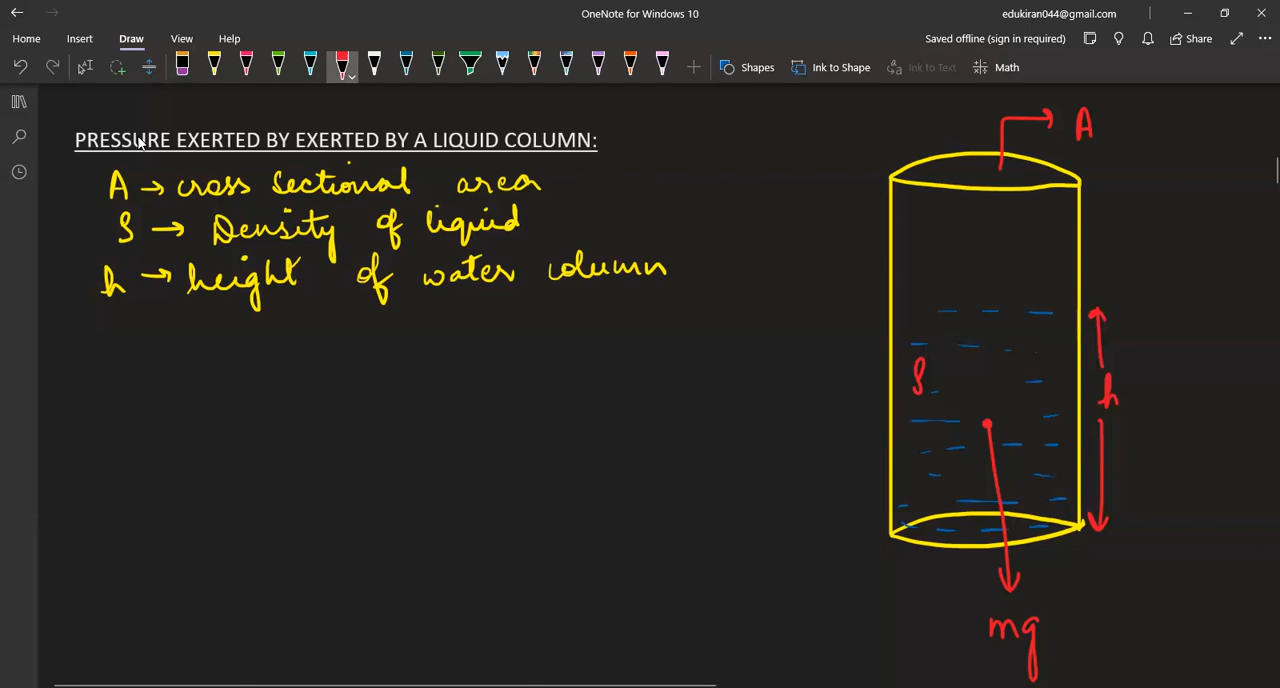 OneNote for Windows 10
edukiran044@gmail.com
Home Insert Draw View Help
Saved offline (sign in required) Share
Shapes Ink to Shape Ink to Text Math
PRESSURE EXERTED BY EXERTED BY A LIQUID COLUMN:
A → cross sectional area
ρ → Density of liquid
h → height of water column
A
ρ
h
mg